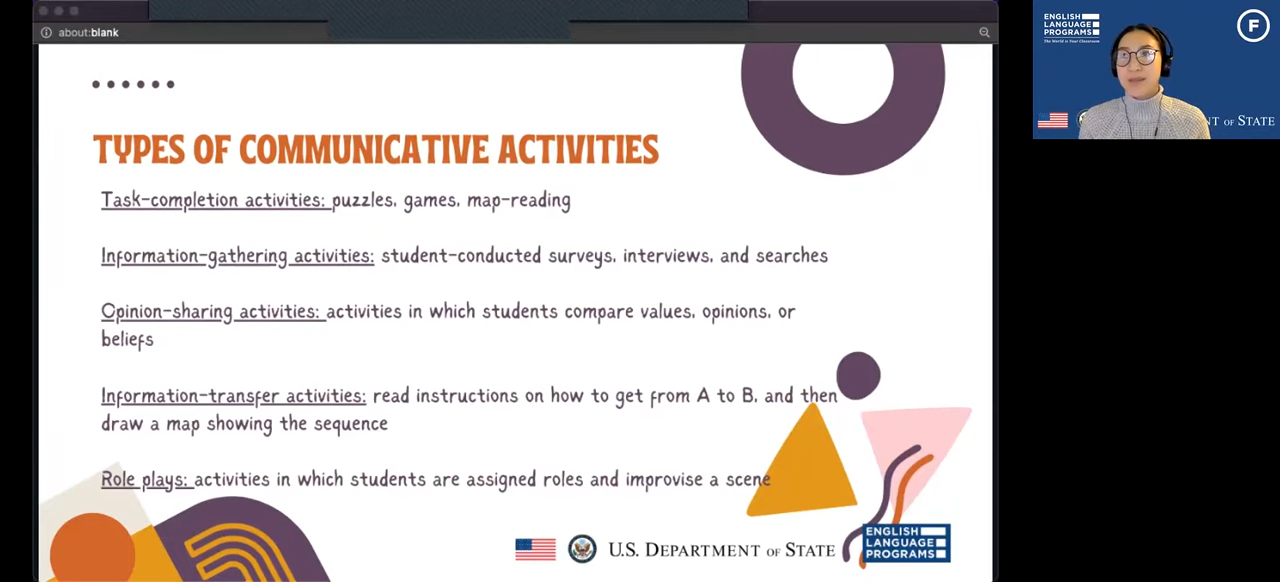 about:blank
TYPES OF COMMUNICATIVE ACTIVITIES
Task-completion activities: puzzles, games, map-reading
Information-gathering activities: student-conducted surveys, interviews, and searches
Opinion-sharing activities: activities in which students compare values, opinions, or
beliefs
Information-transfer activities: read instructions on how to get from A to B, and then
draw a map showing the sequence
Role plays: activities in which students are assigned roles and improvise a scene
U.S. DEPARTMENT OF STATE
ENGLISH
LANGUAGE
PROGRAMS
ENGLISH
LANGUAGE
PROGRAMS
The World is Your Classroom
F
T OF STATE